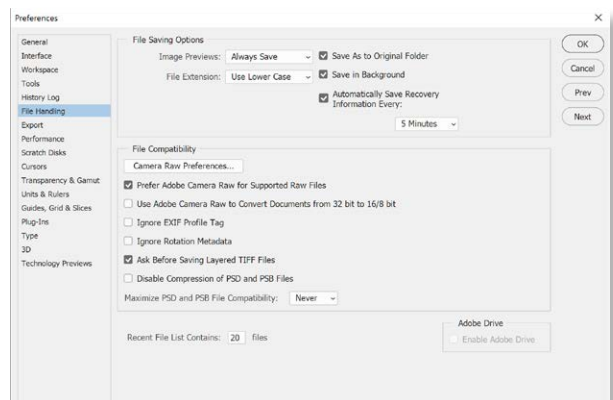 Preferences
General
Interface
Workspace
Tools
History Log
File Handling
Export
Performance
Scratch Disks
Cursors
Transparency & Gamut
Units & Rulers
Guides, Grid & Slices
Plug-Ins
Type
3D
Technology Previews
File Saving Options
Image Previews: Always Save
File Extension: Use Lower Case
Save As to Original Folder
Save in Background
Automatically Save Recovery
Information Every:
5 Minutes
File Compatibility
Camera Raw Preferences...
Prefer Adobe Camera Raw for Supported Raw Files
Use Adobe Camera Raw to Convert Documents from 32 bit to 16/8 bit
Ignore EXIF Profile Tag
Ignore Rotation Metadata
Ask Before Saving Layered TIFF Files
Disable Compression of PSD and PSB Files
Maximize PSD and PSB File Compatibility: Never
Recent File List Contains: 20 files
Adobe Drive
Enable Adobe Drive
OK
Cancel
Prev
Next